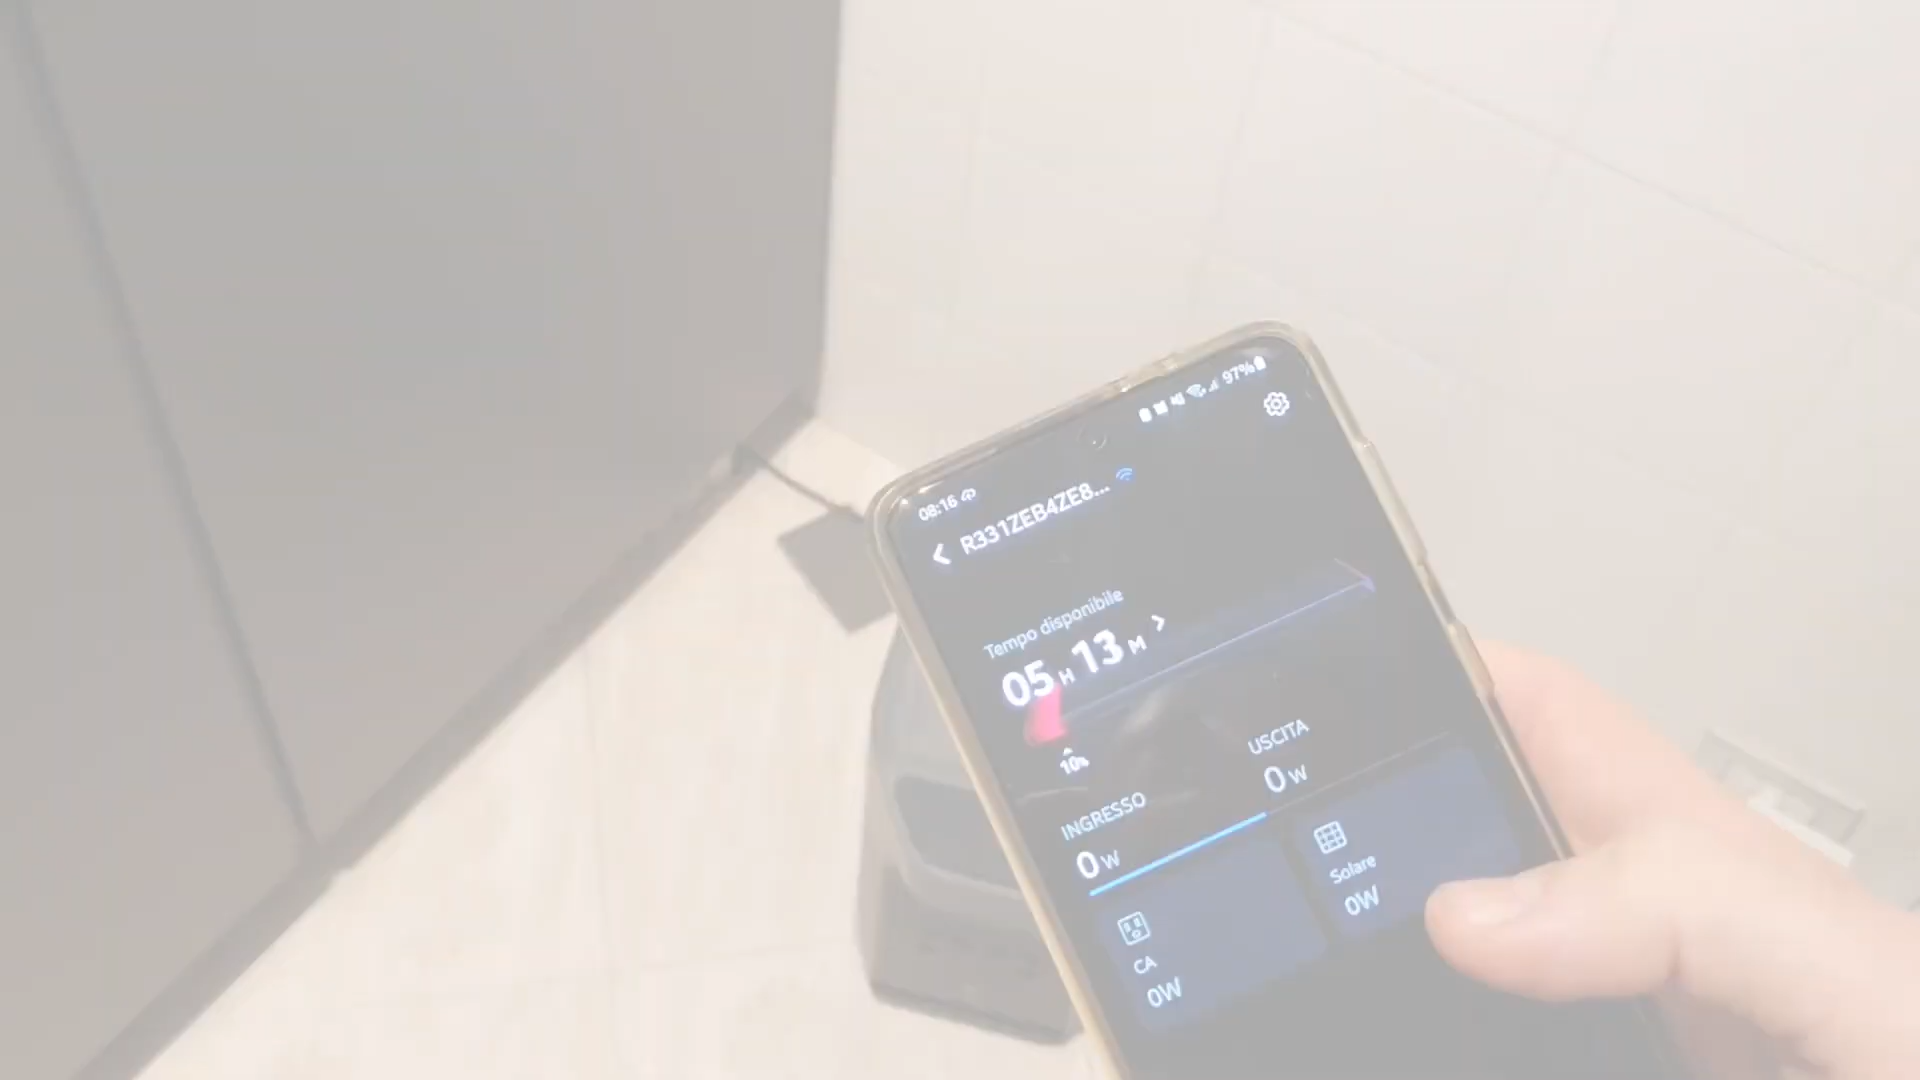 08:16
97%
R331ZEB4ZE8...
Tempo disponibile
05 H 13 M
10%
INGRESSO
0 W
USCITA
0 W
CA
0W
Solare
0W